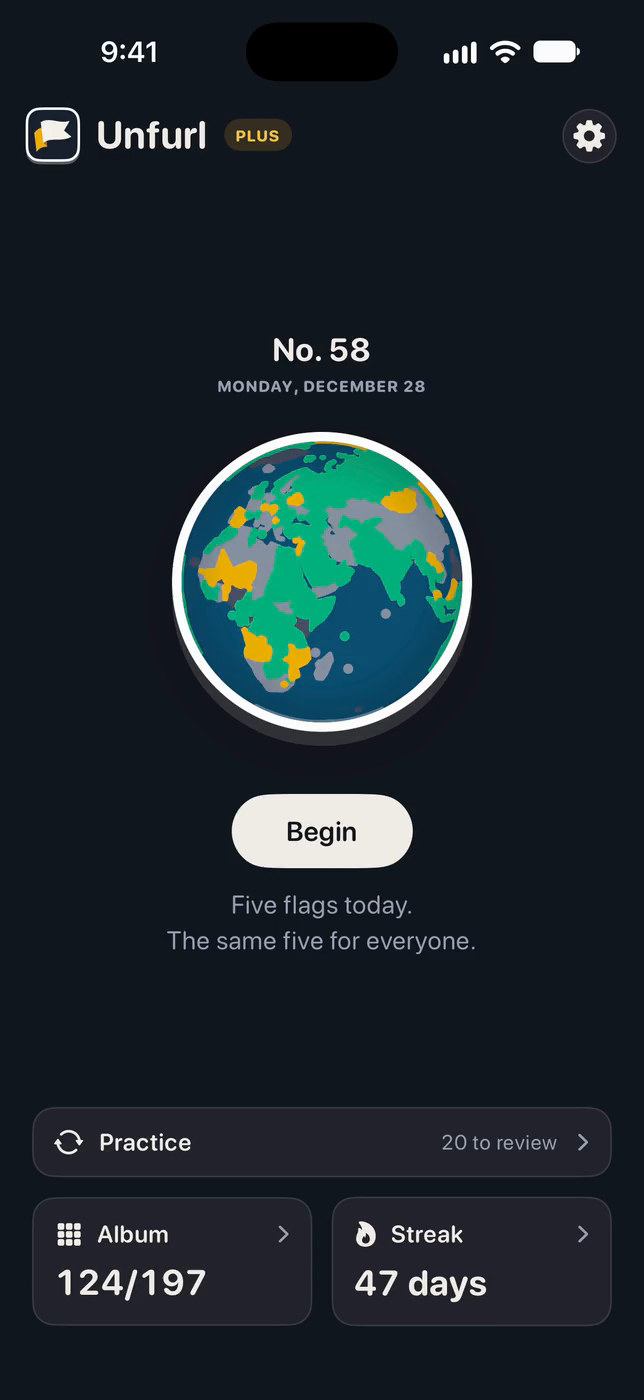 9:41
Unfurl PLUS
No. 58
MONDAY, DECEMBER 28
Begin
Five flags today.
The same five for everyone.
Practice 20 to review
Album
124/197
Streak
47 days